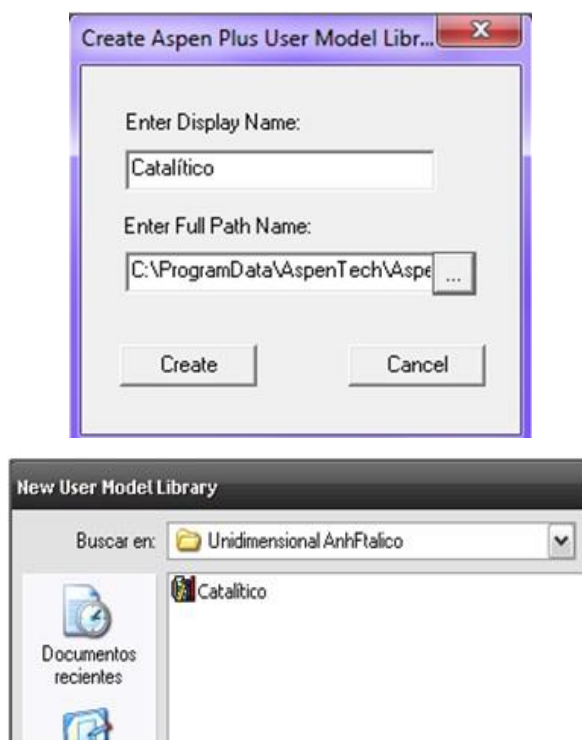 Create Aspen Plus User Model Libr...
Enter Display Name:
Catalítico
Enter Full Path Name:
C:\ProgramData\AspenTech\Aspe ...
Create Cancel
New User Model Library
Buscar en: Unidimensional AnhFtalico
Catalítico
Documentos
recientes